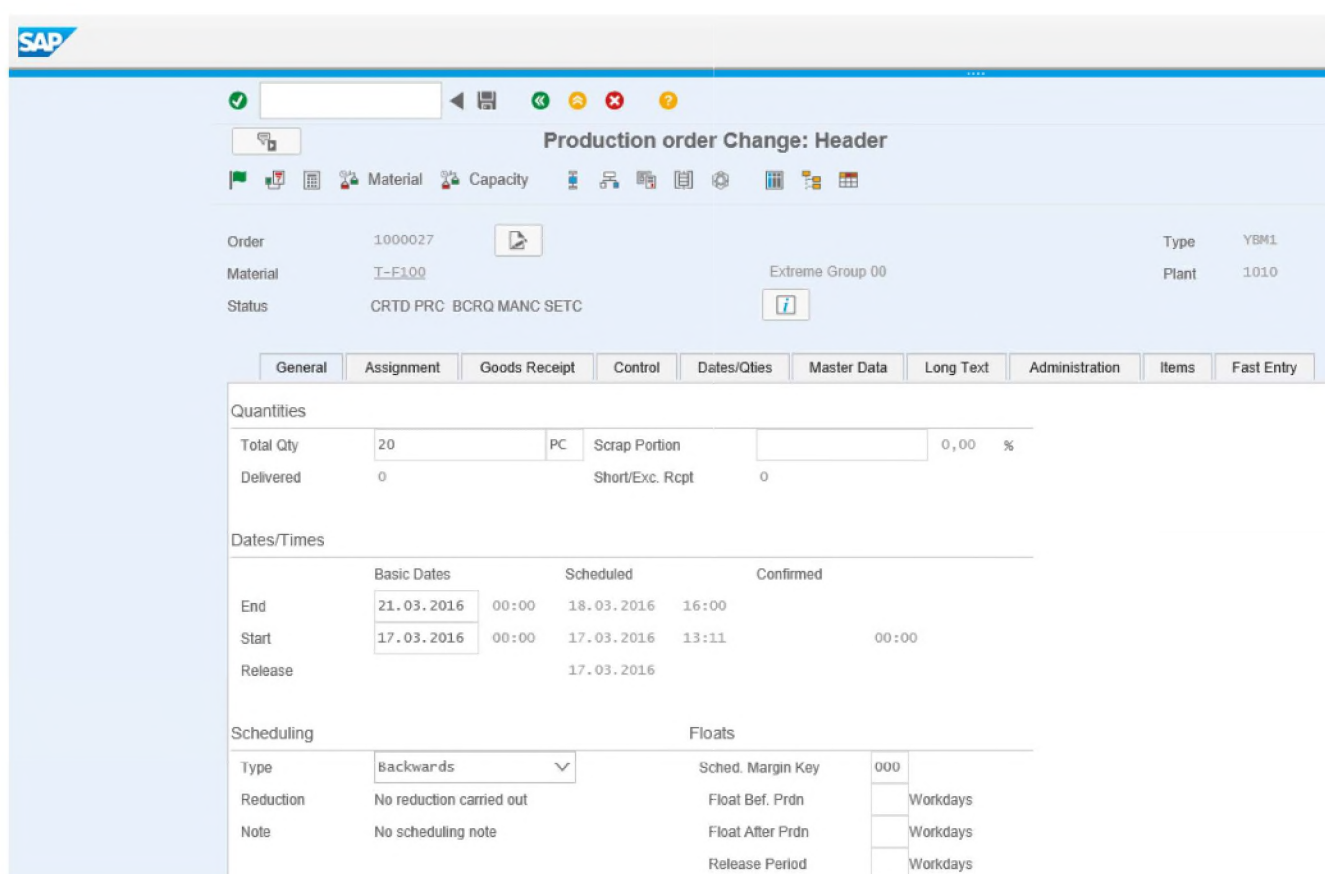 SAP
Production order Change: Header
Material Capacity
Order 1000027 Type YBM1
Material T-F100 Extreme Group 00 Plant 1010
Status CRTD PRC BCRQ MANC SETC
General Assignment Goods Receipt Control Dates/Qties Master Data Long Text Administration Items Fast Entry
Quantities
Total Qty 20 PC Scrap Portion 0,00 %
Delivered 0 Short/Exc. Rcpt 0
Dates/Times
Basic Dates Scheduled Confirmed
End 21.03.2016 00:00 18.03.2016 16:00
Start 17.03.2016 00:00 17.03.2016 13:11 00:00
Release 17.03.2016
Scheduling Floats
Type Backwards Sched. Margin Key 000
Reduction No reduction carried out Float Bef. Prdn Workdays
Note No scheduling note Float After Prdn Workdays
Release Period Workdays